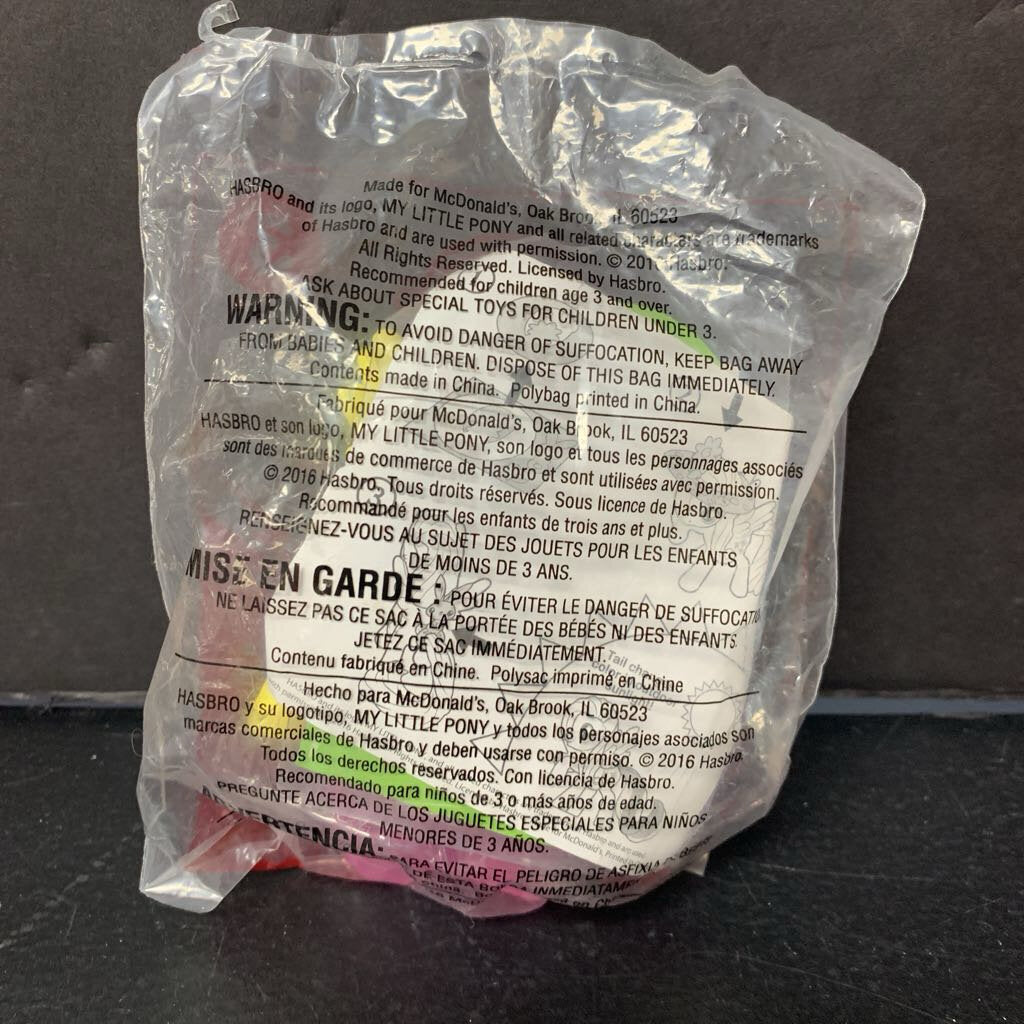 Made for McDonald's, Oak Brook, IL 60523
HASBRO and its logo, MY LITTLE PONY and all related characters are trademarks
of Hasbro and are used with permission. © 2016 Hasbro.
All Rights Reserved. Licensed by Hasbro.
Recommended for children age 3 and over.
ASK ABOUT SPECIAL TOYS FOR CHILDREN UNDER 3.
WARNING: TO AVOID DANGER OF SUFFOCATION, KEEP BAG AWAY
FROM BABIES AND CHILDREN. DISPOSE OF THIS BAG IMMEDIATELY.
Contents made in China. Polybag printed in China.
Fabriqué pour McDonald's, Oak Brook, IL 60523
HASBRO et son logo, MY LITTLE PONY, son logo et tous les personnages associés
sont des marques de commerce de Hasbro et sont utilisées avec permission.
© 2016 Hasbro. Tous droits réservés. Sous licence de Hasbro.
Recommandé pour les enfants de trois ans et plus.
RENSEIGNEZ-VOUS AU SUJET DES JOUETS POUR LES ENFANTS
DE MOINS DE 3 ANS.
MISE EN GARDE : POUR ÉVITER LE DANGER DE SUFFOCATION
NE LAISSEZ PAS CE SAC À LA PORTÉE DES BÉBÉS NI DES ENFANTS.
JETEZ CE SAC IMMÉDIATEMENT.
Contenu fabriqué en Chine. Polysac imprimé en Chine
Hecho para McDonald's, Oak Brook, IL 60523
HASBRO y su logotipo, MY LITTLE PONY y todos los personajes asociados son
marcas comerciales de Hasbro y deben usarse con permiso. © 2016 Hasbro.
Todos los derechos reservados. Con licencia de Hasbro.
Recomendado para niños de 3 o más años de edad.
PREGUNTE ACERCA DE LOS JUGUETES ESPECIALES PARA NIÑOS
MENORES DE 3 AÑOS.
ADVERTENCIA: PARA EVITAR EL PELIGRO DE ASFIXIA
DE ESTA BOLSA INMEDIATAMENTE
3
Tail